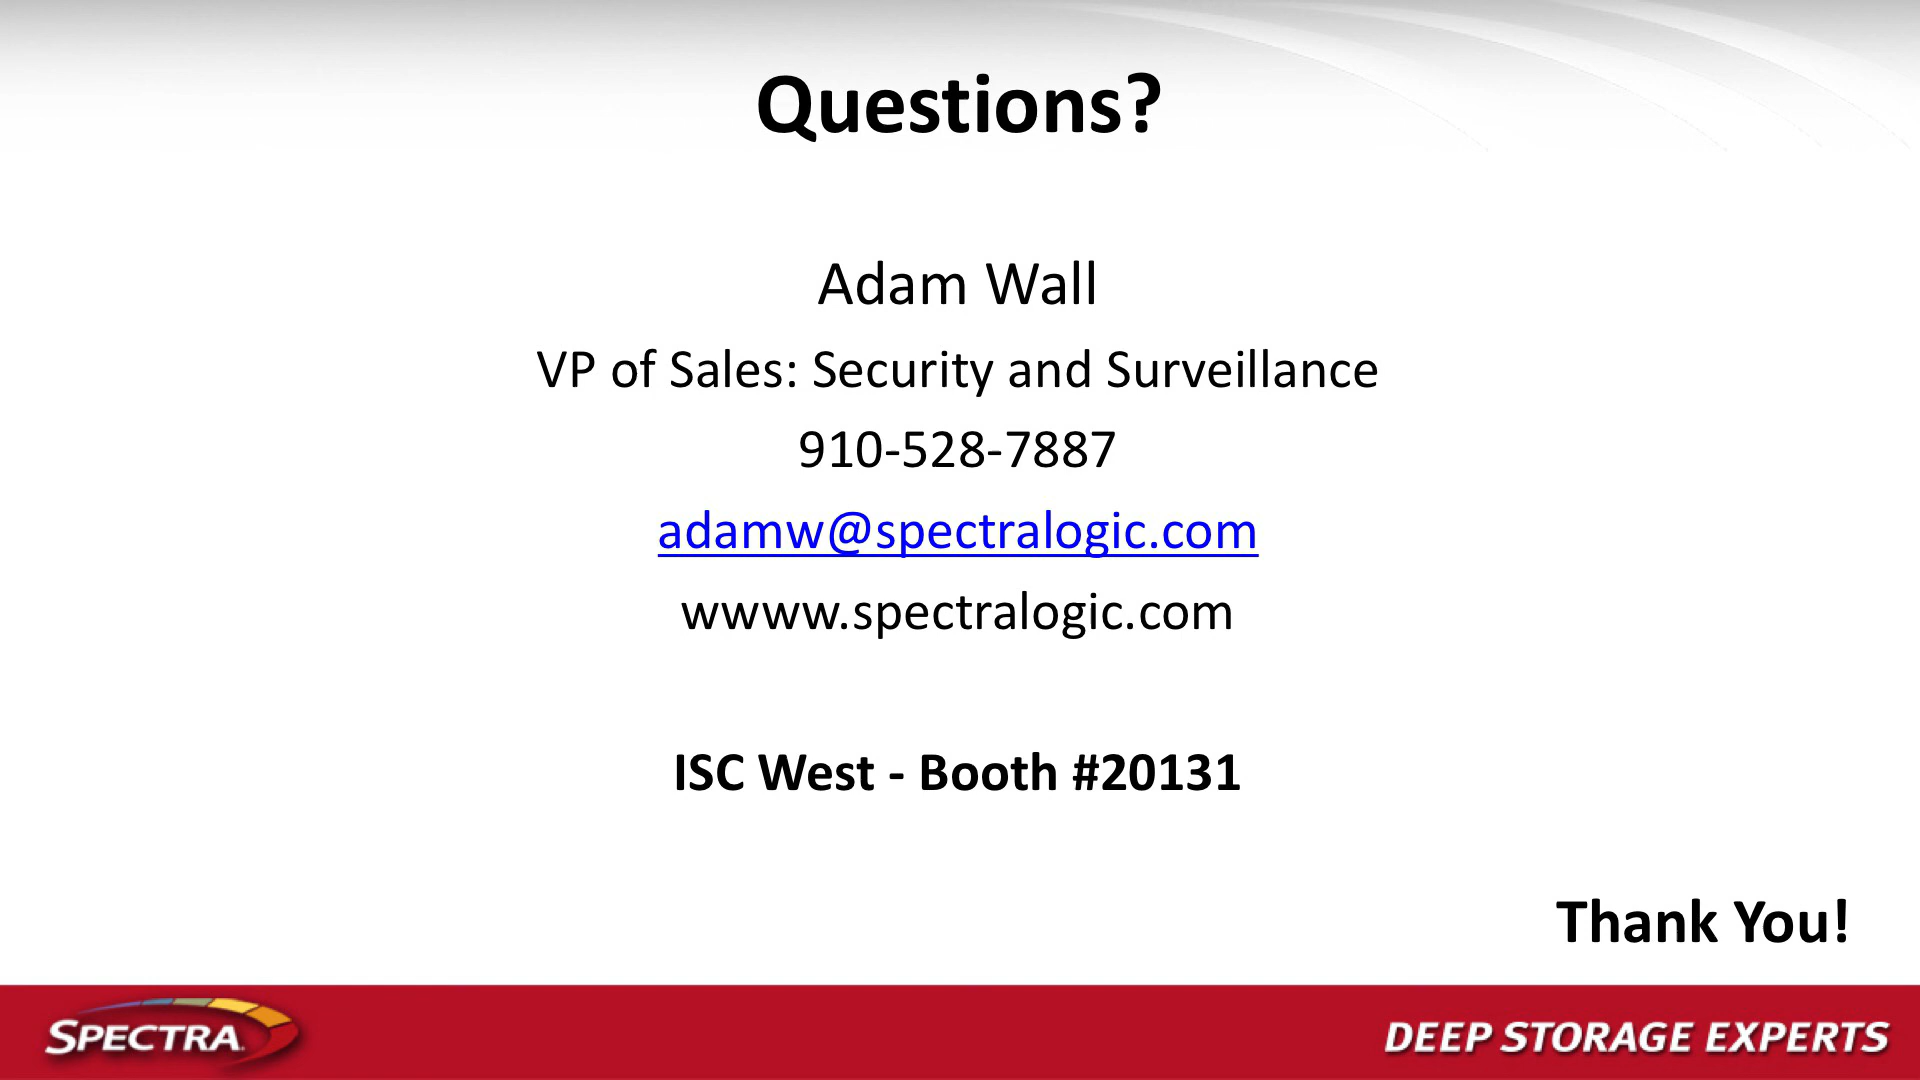 Questions?
Adam Wall
VP of Sales: Security and Surveillance
910-528-7887
adamw@spectralogic.com
wwww.spectralogic.com
ISC West - Booth #20131
Thank You!
SPECTRA
DEEP STORAGE EXPERTS